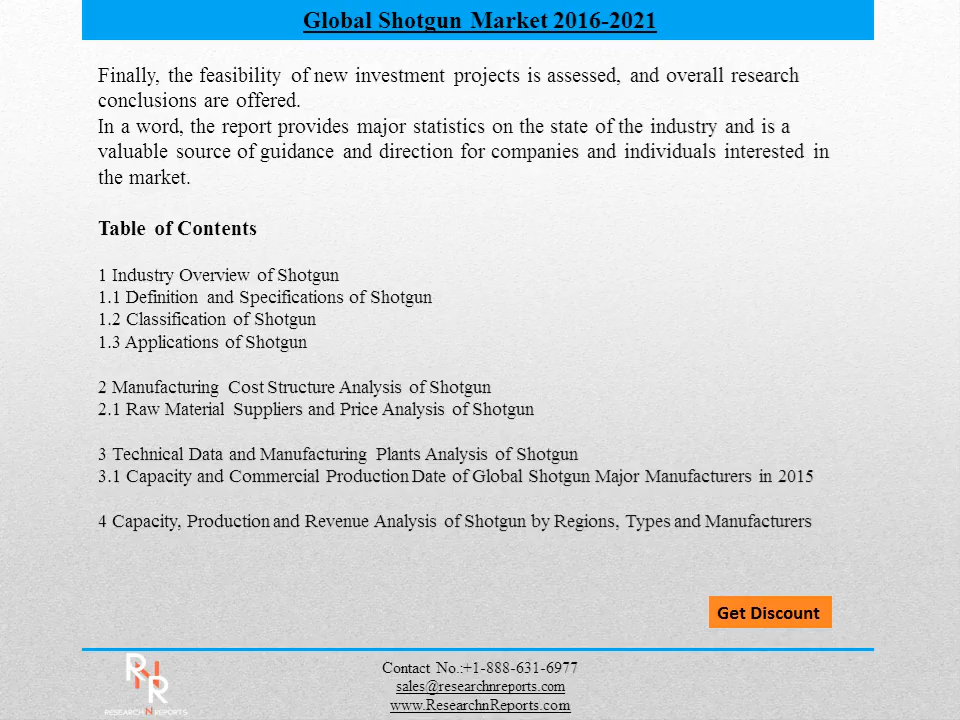 Global Shotgun Market 2016-2021
Finally, the feasibility of new investment projects is assessed, and overall research
conclusions are offered.
In a word, the report provides major statistics on the state of the industry and is a
valuable source of guidance and direction for companies and individuals interested in
the market.
Table of Contents
1 Industry Overview of Shotgun
1.1 Definition and Specifications of Shotgun
1.2 Classification of Shotgun
1.3 Applications of Shotgun
2 Manufacturing Cost Structure Analysis of Shotgun
2.1 Raw Material Suppliers and Price Analysis of Shotgun
3 Technical Data and Manufacturing Plants Analysis of Shotgun
3.1 Capacity and Commercial Production Date of Global Shotgun Major Manufacturers in 2015
4 Capacity, Production and Revenue Analysis of Shotgun by Regions, Types and Manufacturers
Get Discount
RNR
RESEARCH N REPORTS
Contact No.:+1-888-631-6977
sales@researchnreports.com
www.ResearchnReports.com